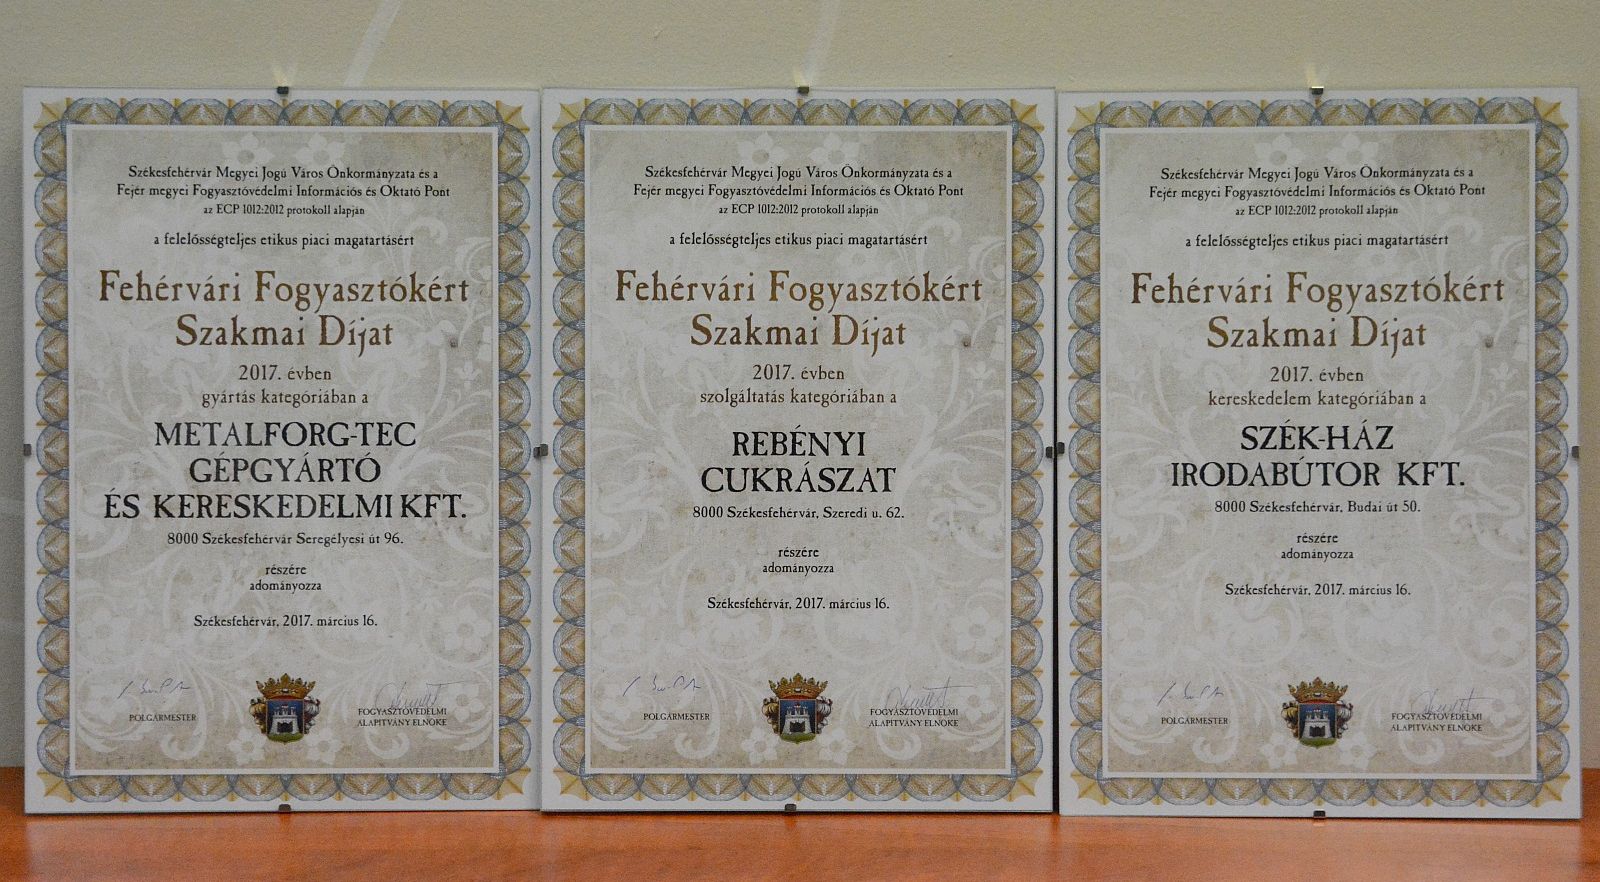 Székesfehérvár Megyei Jogú Város Önkormányzata és a
Fejér megyei Fogyasztóvédelmi Információs és Oktató Pont
az ECP 1012:2012 protokoll alapján
a felelősségteljes etikus piaci magatartásért
Fehérvári Fogyasztókért
Szakmai Díjat
2017. évben
gyártás kategóriában a
METALFORG-TEC
GÉPGYÁRTÓ
ÉS KERESKEDELMI KFT.
8000 Székesfehérvár Seregélyesi út 96.
részére
adományozza
Székesfehérvár, 2017. március 16.
POLGÁRMESTER
FOGYASZTÓVÉDELMI
ALAPÍTVÁNY ELNÖKE
Székesfehérvár Megyei Jogú Város Önkormányzata és a
Fejér megyei Fogyasztóvédelmi Információs és Oktató Pont
az ECP 1012:2012 protokoll alapján
a felelősségteljes etikus piaci magatartásért
Fehérvári Fogyasztókért
Szakmai Díjat
2017. évben
szolgáltatás kategóriában a
REBÉNYI
CUKRÁSZAT
8000 Székesfehérvár, Szeredi u. 62.
részére
adományozza
Székesfehérvár, 2017. március 16.
POLGÁRMESTER
FOGYASZTÓVÉDELMI
ALAPÍTVÁNY ELNÖKE
Székesfehérvár Megyei Jogú Város Önkormányzata és a
Fejér megyei Fogyasztóvédelmi Információs és Oktató Pont
az ECP 1012:2012 protokoll alapján
a felelősségteljes etikus piaci magatartásért
Fehérvári Fogyasztókért
Szakmai Díjat
2017. évben
kereskedelem kategóriában a
SZÉK-HÁZ
IRODABÚTOR KFT.
8000 Székesfehérvár, Budai út 50.
részére
adományozza
Székesfehérvár, 2017. március 16.
POLGÁRMESTER
FOGYASZTÓVÉDELMI
ALAPÍTVÁNY ELNÖKE